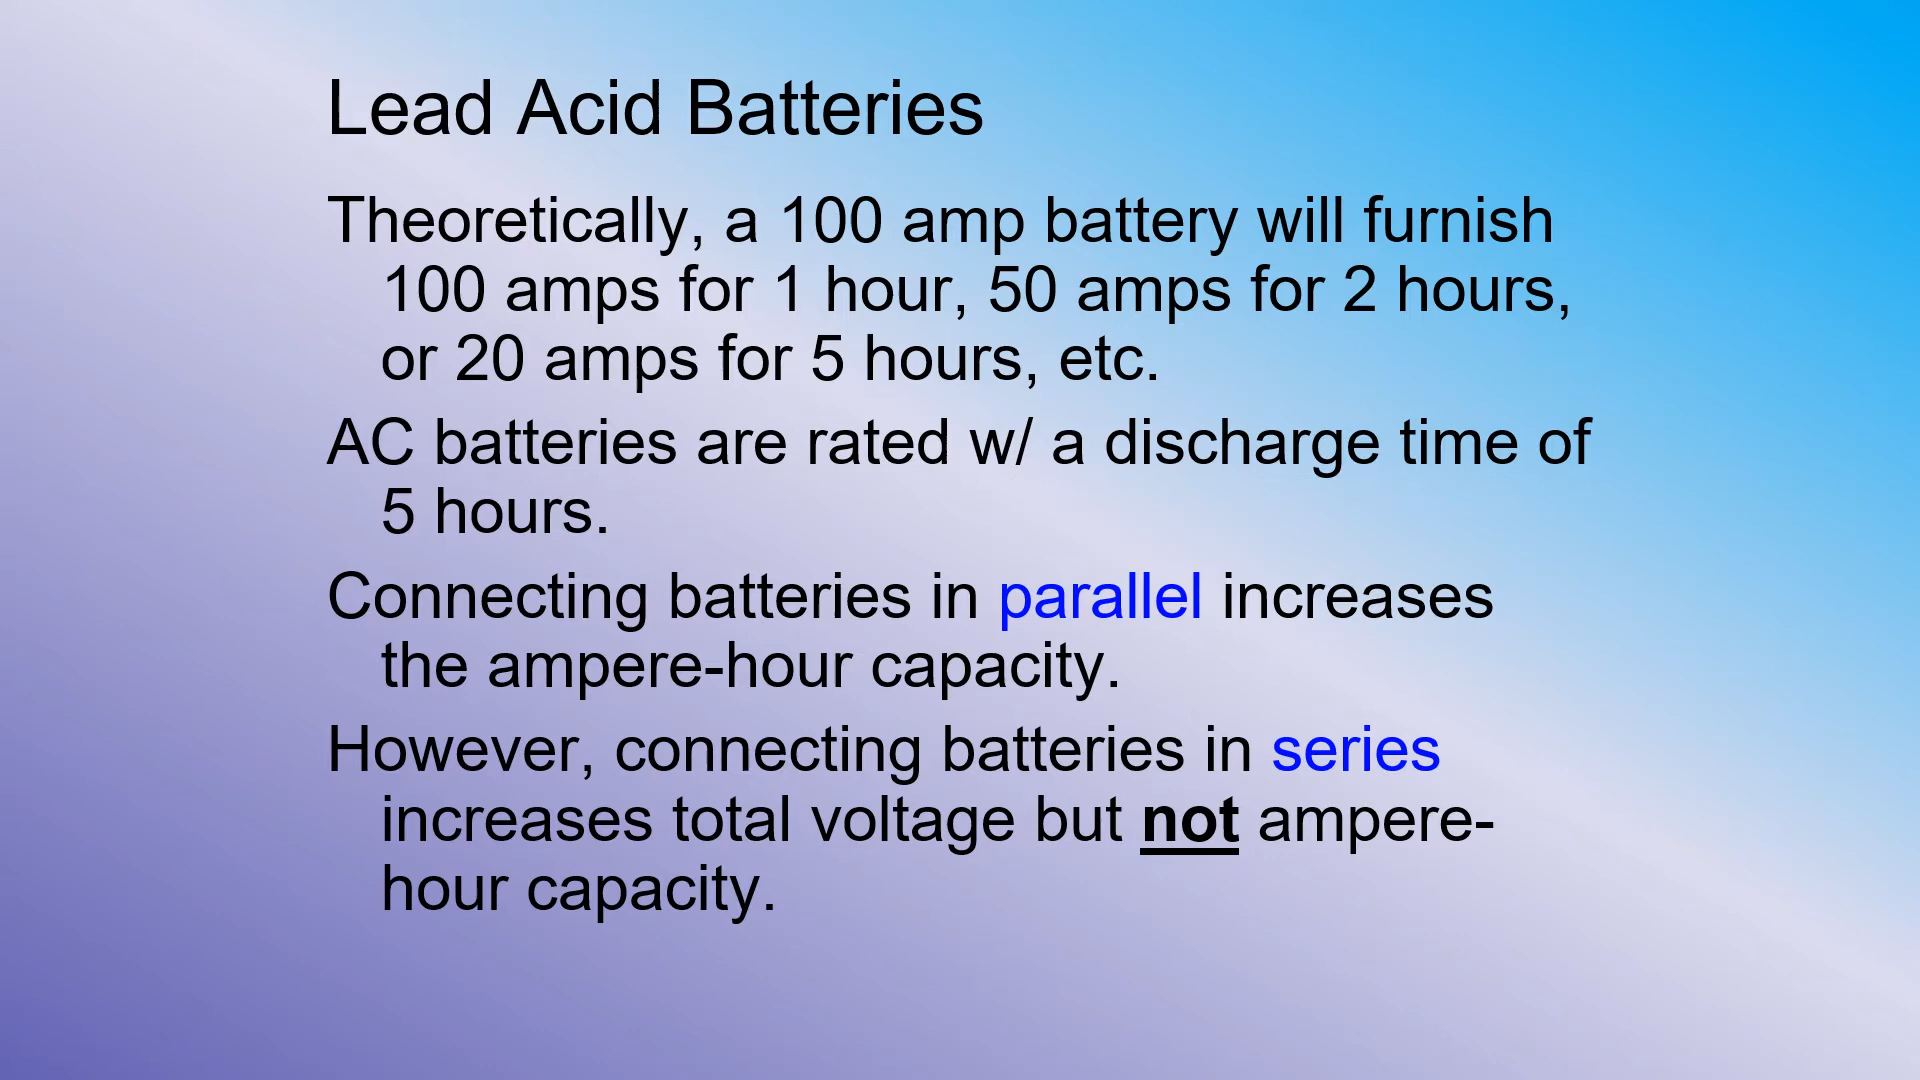 Lead Acid Batteries
Theoretically, a 100 amp battery will furnish
100 amps for 1 hour, 50 amps for 2 hours,
or 20 amps for 5 hours, etc.
AC batteries are rated w/ a discharge time of
5 hours.
Connecting batteries in parallel increases
the ampere-hour capacity.
However, connecting batteries in series
increases total voltage but not ampere-
hour capacity.